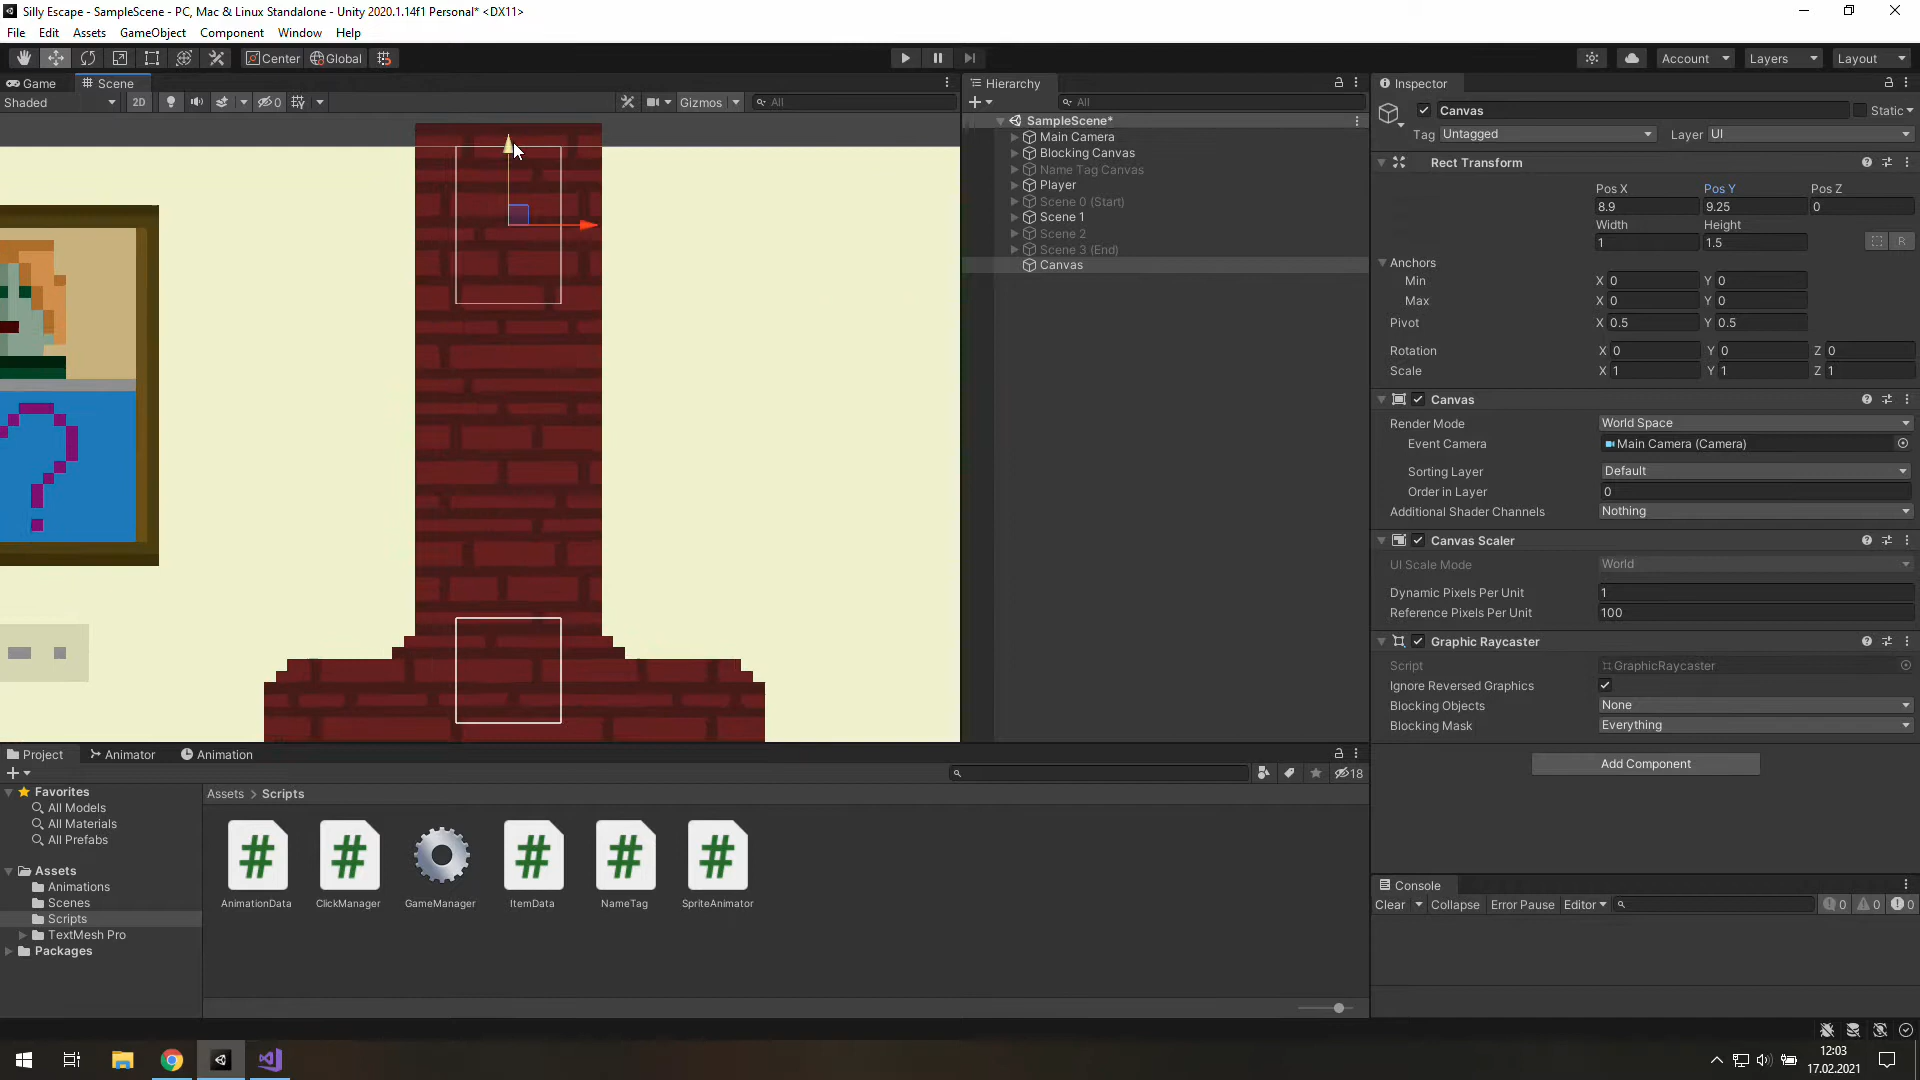 Silly Escape - SampleScene - PC, Mac & Linux Standalone - Unity 2020.1.14f1 Personal* <DX11>
File Edit Assets GameObject Component Window Help
Center Global Account Layers Layout
Game Scene
Shaded 2D 0 Gizmos All
Hierarchy
All
SampleScene*
Main Camera
Blocking Canvas
Name Tag Canvas
Player
Scene 0 (Start)
Scene 1
Scene 2
Scene 3 (End)
Canvas
Inspector
Canvas Static
Tag Untagged Layer UI
Rect Transform
Pos X Pos Y Pos Z
8.9 9.25 0
Width Height
1 1.5 R
Anchors
Min X 0 Y 0
Max X 0 Y 0
Pivot X 0.5 Y 0.5
Rotation X 0 Y 0 Z 0
Scale X 1 Y 1 Z 1
Canvas
Render Mode World Space
Event Camera Main Camera (Camera)
Sorting Layer Default
Order in Layer 0
Additional Shader Channels Nothing
Canvas Scaler
UI Scale Mode World
Dynamic Pixels Per Unit 1
Reference Pixels Per Unit 100
Graphic Raycaster
Script GraphicRaycaster
Ignore Reversed Graphics
Blocking Objects None
Blocking Mask Everything
Add Component
Project Animator Animation
18
Favorites
All Models
All Materials
All Prefabs
Assets
Animations
Scenes
Scripts
TextMesh Pro
Packages
Assets > Scripts
AnimationData ClickManager GameManager ItemData NameTag SpriteAnimator
Console
Clear Collapse Error Pause Editor 0 0 0
12:03
17.02.2021